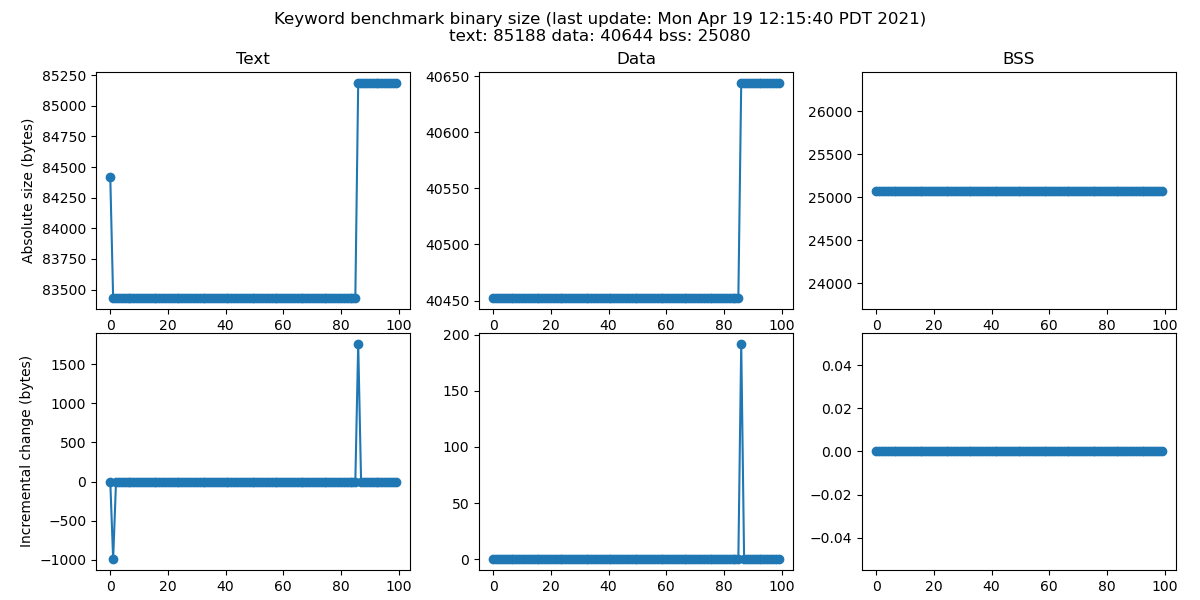 Keyword benchmark binary size (last update: Mon Apr 19 12:15:40 PDT 2021)
text: 85188 data: 40644 bss: 25080
Text
Data
BSS
Absolute size (bytes)
85250
85000
84750
84500
84250
84000
83750
83500
0 20 40 60 80 100
40650
40600
40550
40500
40450
0 20 40 60 80 100
26000
25500
25000
24500
24000
0 20 40 60 80 100
Incremental change (bytes)
1500
1000
500
0
−500
−1000
0 20 40 60 80 100
200
150
100
50
0
0 20 40 60 80 100
0.04
0.02
0.00
−0.02
−0.04
0 20 40 60 80 100